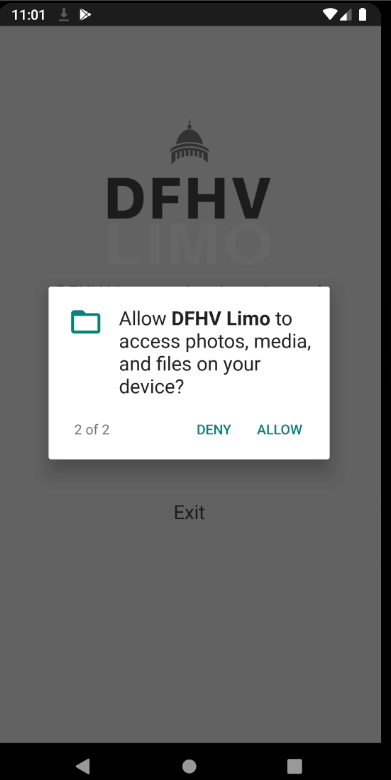 11:01
DFHV
LIMO
Allow DFHV Limo to
access photos, media,
and files on your
device?
2 of 2
DENY
ALLOW
Exit